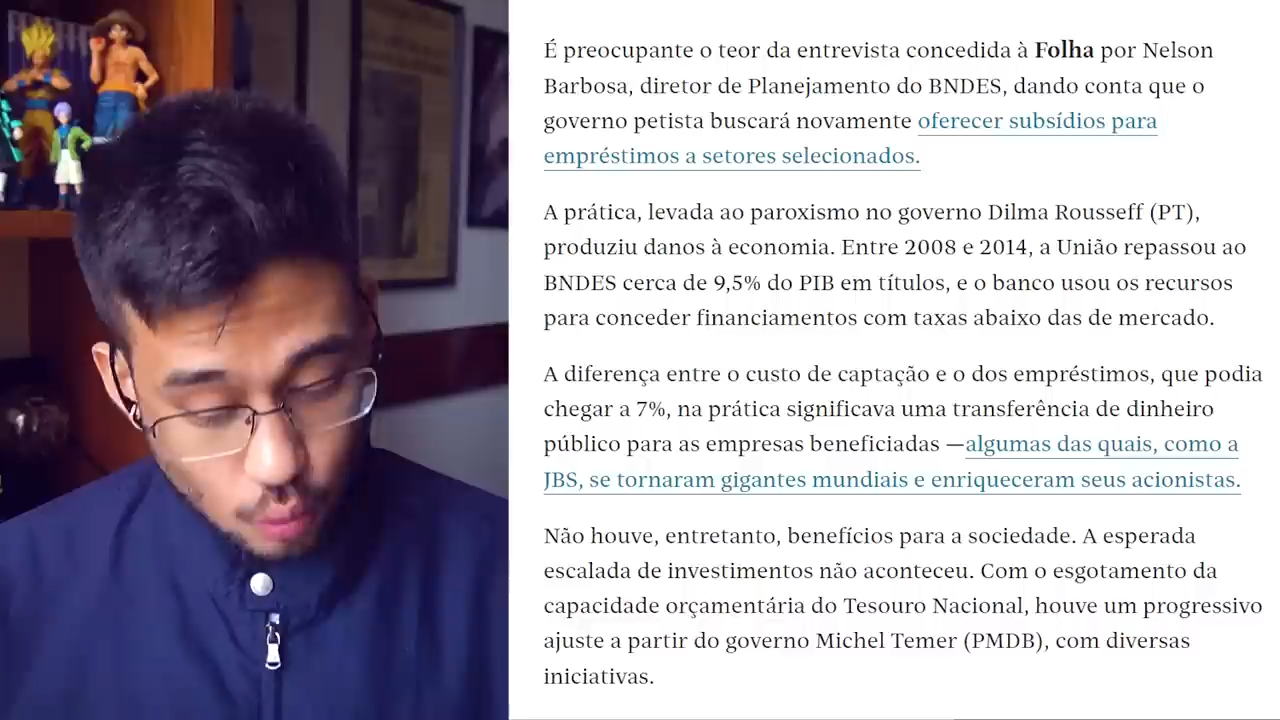 É preocupante o teor da entrevista concedida à Folha por Nelson
Barbosa, diretor de Planejamento do BNDES, dando conta que o
governo petista buscará novamente oferecer subsídios para
empréstimos a setores selecionados.
A prática, levada ao paroxismo no governo Dilma Rousseff (PT),
produziu danos à economia. Entre 2008 e 2014, a União repassou ao
BNDES cerca de 9,5% do PIB em títulos, e o banco usou os recursos
para conceder financiamentos com taxas abaixo das de mercado.
A diferença entre o custo de captação e o dos empréstimos, que podia
chegar a 7%, na prática significava uma transferência de dinheiro
público para as empresas beneficiadas —algumas das quais, como a
JBS, se tornaram gigantes mundiais e enriqueceram seus acionistas.
Não houve, entretanto, benefícios para a sociedade. A esperada
escalada de investimentos não aconteceu. Com o esgotamento da
capacidade orçamentária do Tesouro Nacional, houve um progressivo
ajuste a partir do governo Michel Temer (PMDB), com diversas
iniciativas.